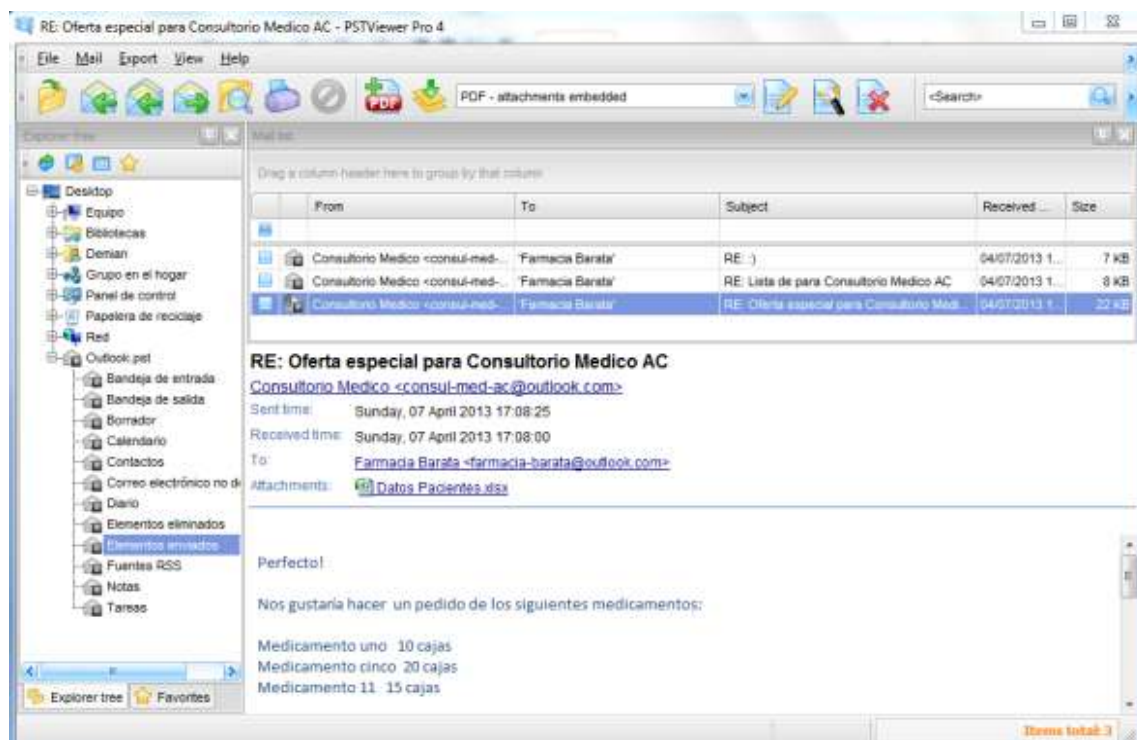 RE: Oferta especial para Consultorio Medico AC - PSTViewer Pro 4
File Mail Export View Help
PDF - attachments embedded
<Search>
Explorer tree
Mail list
Drag a column header here to group by that column
From To Subject Received ... Size
Consultorio Medico <consul-med-... 'Farmacia Barata' RE: :) 04/07/2013 1... 7 KB
Consultorio Medico <consul-med-... 'Farmacia Barata' RE: Lista de para Consultorio Medico AC 04/07/2013 1... 8 KB
Consultorio Medico <consul-med-... 'Farmacia Barata' RE: Oferta especial para Consultorio Medi... 04/07/2013 1... 22 KB
Desktop
Equipo
Bibliotecas
Demian
Grupo en el hogar
Panel de control
Papelera de reciclaje
Red
Outlook.pst
Bandeja de entrada
Bandeja de salida
Borrador
Calendario
Contactos
Correo electrónico no de
Diario
Elementos eliminados
Elementos enviados
Fuentes RSS
Notas
Tareas
Explorer tree Favorites
RE: Oferta especial para Consultorio Medico AC
Consultorio Medico <consul-med-ac@outlook.com>
Sent time: Sunday, 07 April 2013 17:08:25
Received time: Sunday, 07 April 2013 17:08:00
To: Farmacia Barata <farmacia-barata@outlook.com>
Attachments: Datos Pacientes.xlsx
Perfecto!
Nos gustaría hacer un pedido de los siguientes medicamentos:
Medicamento uno 10 cajas
Medicamento cinco 20 cajas
Medicamento 11 15 cajas
Items total: 3